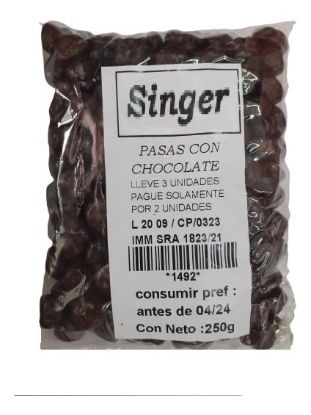 Singer
PASAS CON
CHOCOLATE
LLEVE 3 UNIDADES
PAGUE SOLAMENTE
POR 2 UNIDADES
L 20 09 / CP/0323
IMM SRA 1823/21
*1492*
consumir pref :
antes de 04/24
Con Neto :250g